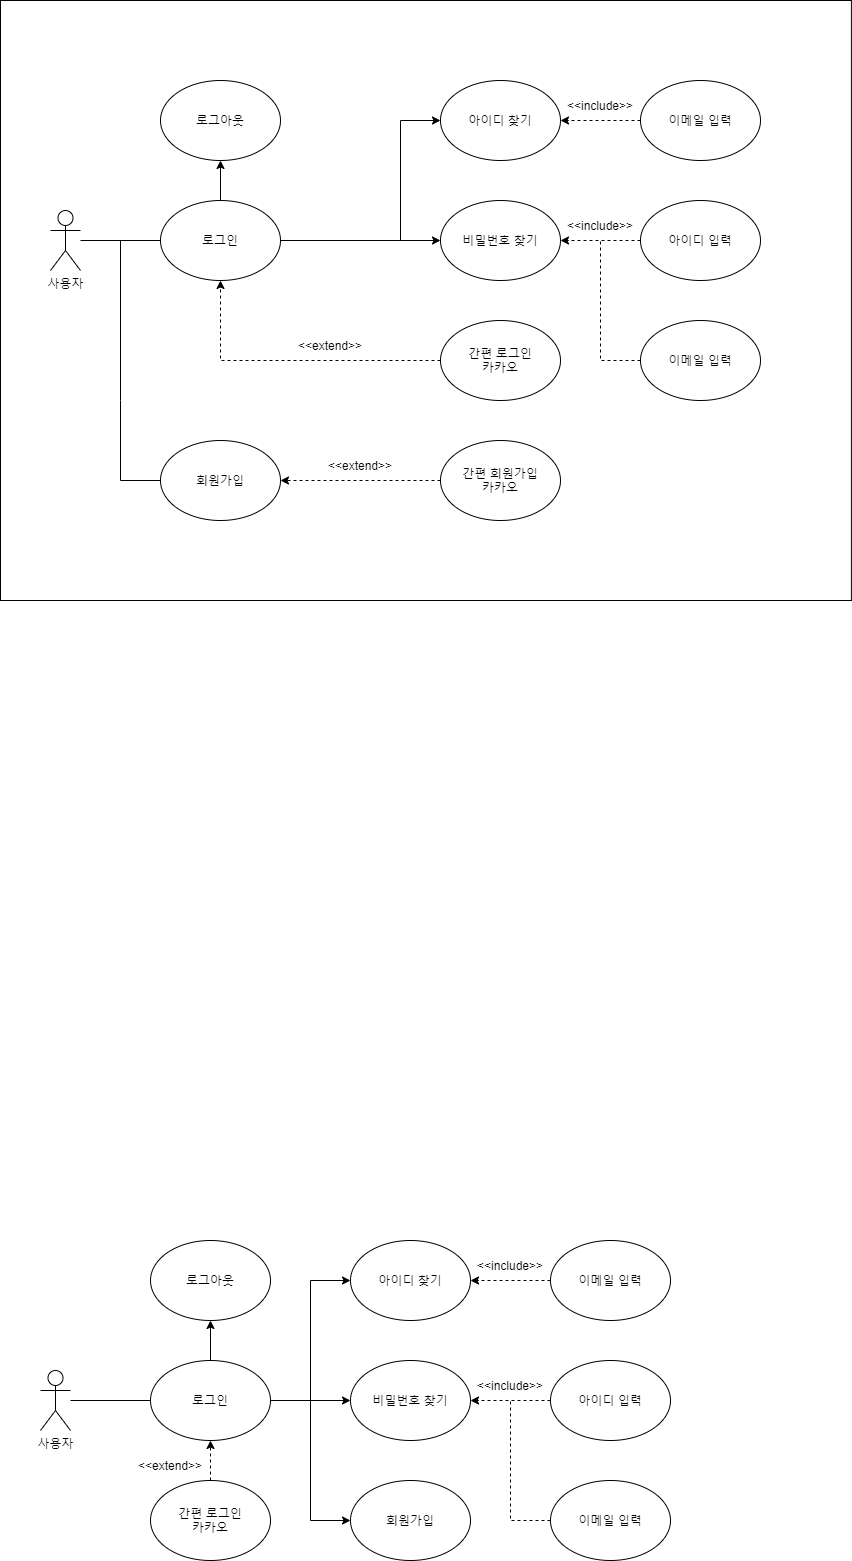 로그아웃
아이디 찾기
<<include>>
이메일 입력
사용자
로그인
비밀번호 찾기
<<include>>
아이디 입력
<<extend>>
간편 로그인
카카오
이메일 입력
회원가입
<<extend>>
간편 회원가입
카카오
로그아웃
아이디 찾기
<<include>>
이메일 입력
사용자
로그인
비밀번호 찾기
<<include>>
아이디 입력
<<extend>>
간편 로그인
카카오
회원가입
이메일 입력